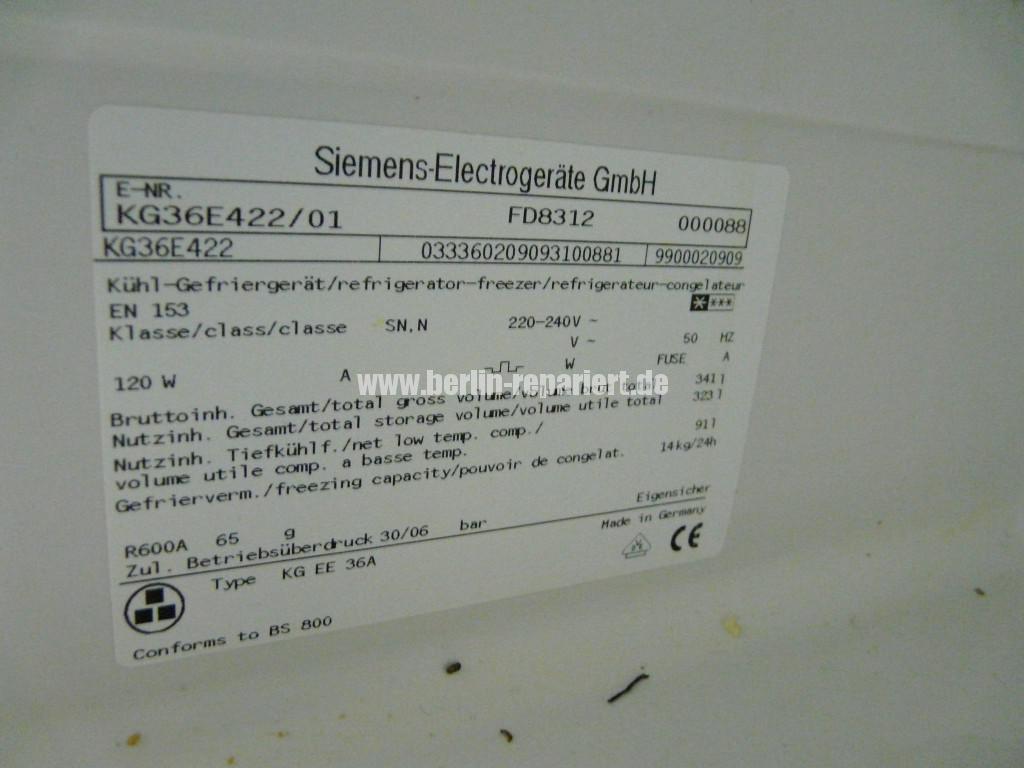 Siemens-Electrogeräte GmbH
E-NR.
KG36E422/01 FD8312 000088
KG36E422 033360209093100881 9900020909
Kühl-Gefriergerät/refrigerator-freezer/refrigerateur-congelateur
EN 153
Klasse/class/classe SN,N 220-240V ~
V ~ 50 HZ
120 W A W FUSE A
www.berlin-repariert.de
Bruttoinh. Gesamt/total gross volume/volume brut total 341l
Nutzinh. Gesamt/total storage volume/volume utile total 323l
Nutzinh. Tiefkühlf./net low temp. comp./
volume utile comp. a basse temp. 91l
Gefrierverm./freezing capacity/pouvoir de congelat. 14kg/24h
Eigensicher
R600A 65 g
Zul. Betriebsüberdruck 30/06 bar
Made in Germany
CE
Type KG EE 36A
Conforms to BS 800